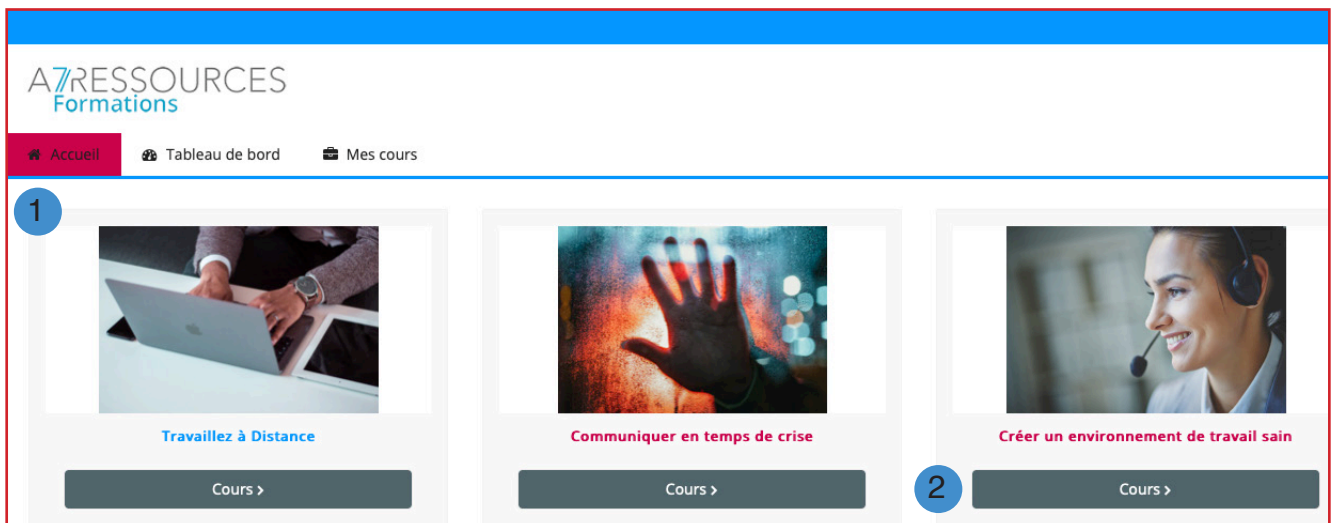 A7RESSOURCES
Formations
Accueil Tableau de bord Mes cours
1
Travaillez à Distance
Communiquer en temps de crise
Créer un environnement de travail sain
Cours >
Cours >
2
Cours >